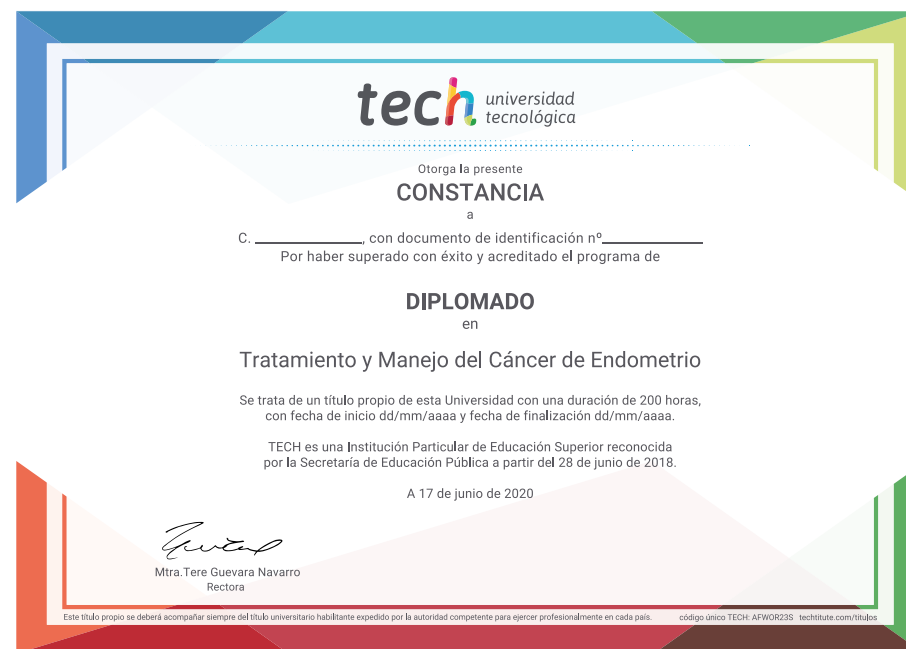 tech universidad
tecnológica
Otorga la presente
CONSTANCIA
a
C. ____________, con documento de identificación nº____________
Por haber superado con éxito y acreditado el programa de
DIPLOMADO
en
Tratamiento y Manejo del Cáncer de Endometrio
Se trata de un título propio de esta Universidad con una duración de 200 horas,
con fecha de inicio dd/mm/aaaa y fecha de finalización dd/mm/aaaa.
TECH es una Institución Particular de Educación Superior reconocida
por la Secretaría de Educación Pública a partir del 28 de junio de 2018.
A 17 de junio de 2020
Mtra.Tere Guevara Navarro
Rectora
Este título propio se deberá acompañar siempre del título universitario habilitante expedido por la autoridad competente para ejercer profesionalmente en cada país. código único TECH: AFWOR23S techtitute.com/titulos